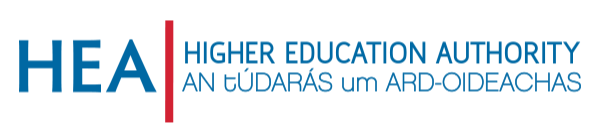 HEA
HIGHER EDUCATION AUTHORITY
AN tÚDARÁS um ARD-OIDEACHAS